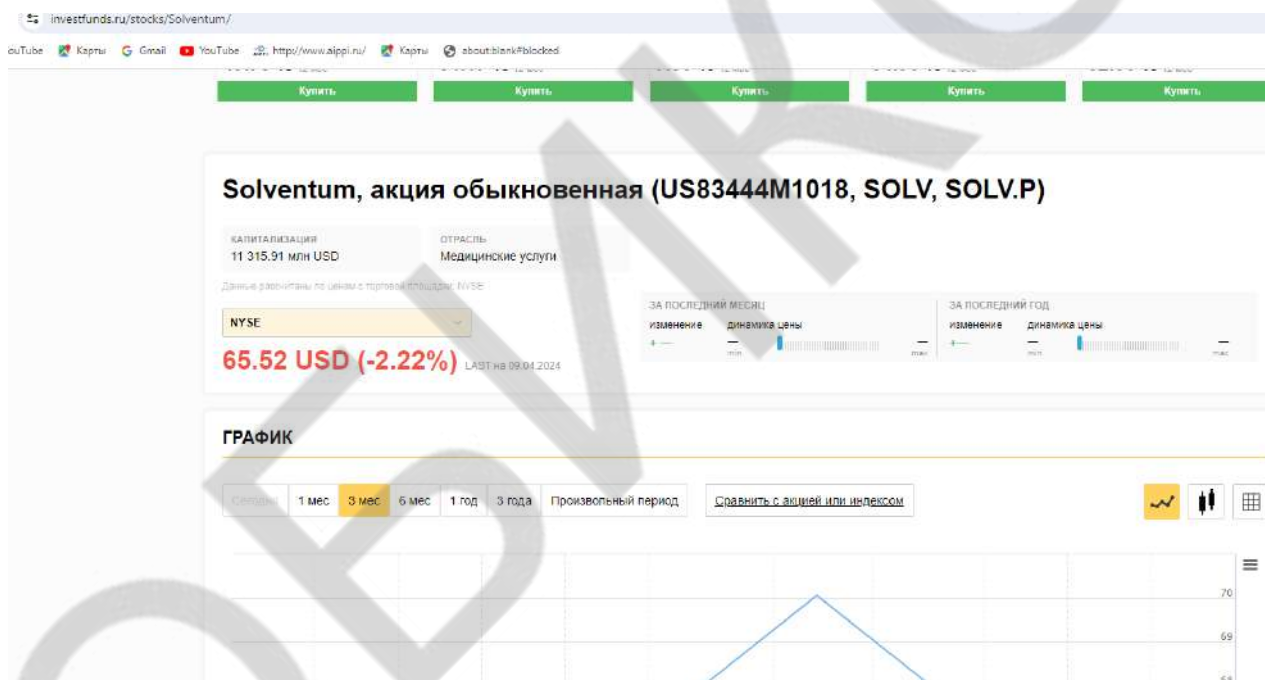 investfunds.ru/stocks/Solventum/
ouTube Карты Gmail YouTube http://www.aippi.ru/ Карты about:blank#blocked
Купить Купить Купить Купить Купить
Solventum, акция обыкновенная (US83444M1018, SOLV, SOLV.P)
КАПИТАЛИЗАЦИЯ ОТРАСЛЬ
11 315.91 млн USD Медицинские услуги
Данные рассчитаны по ценам с торговой площадки: NYSE
ЗА ПОСЛЕДНИЙ МЕСЯЦ ЗА ПОСЛЕДНИЙ ГОД
NYSE изменение динамика цены изменение динамика цены
min max min max
65.52 USD (-2.22%) LAST на 09.04.2024
ГРАФИК
Сегодня 1 мес 3 мес 6 мес 1 год 3 года Произвольный период Сравнить с акцией или индексом
70
69
68
ОБИК